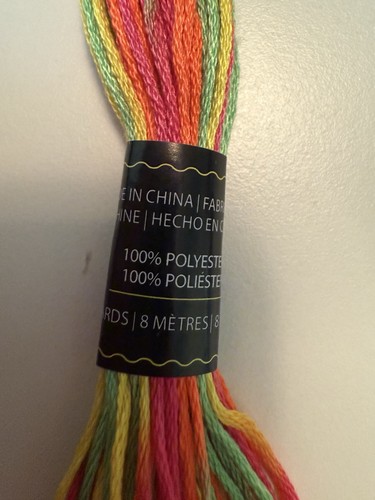 E IN CHINA | FABR
HINE | HECHO EN C
100% POLYESTE
100% POLIÉSTE
RDS | 8 MÈTRES | 8